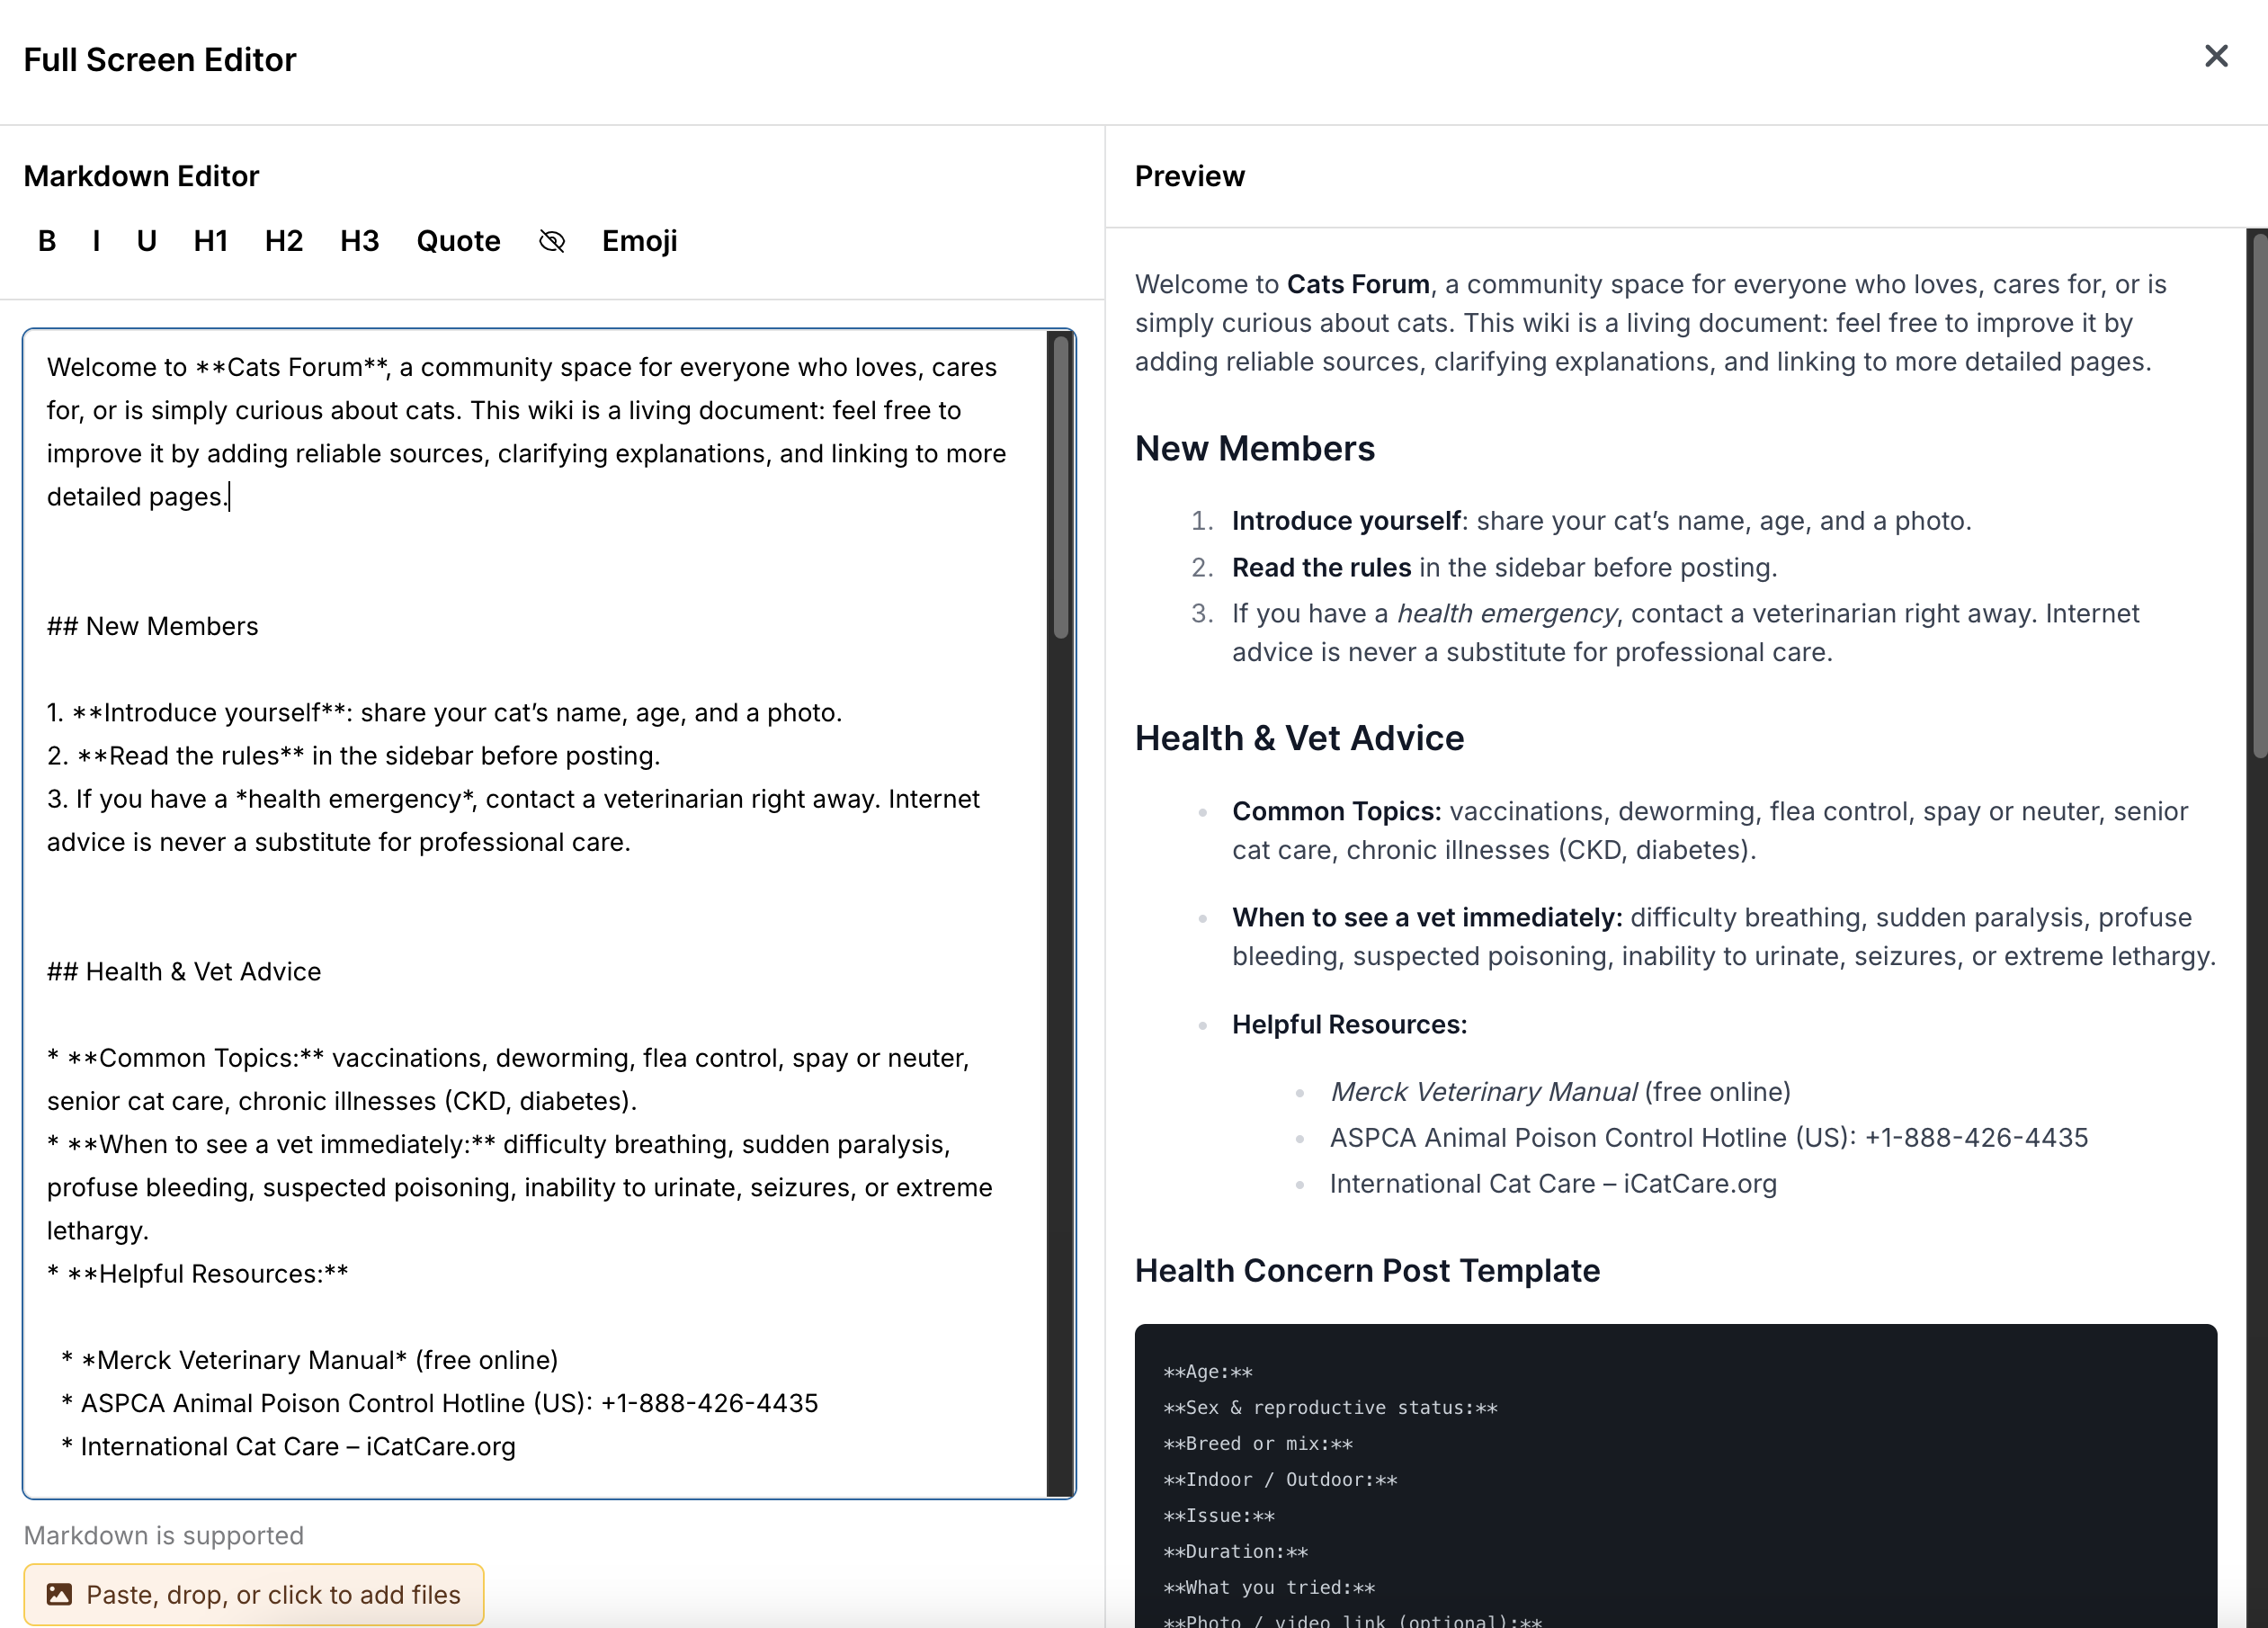 Full Screen Editor
Markdown Editor
B I U H1 H2 H3 Quote Emoji
Welcome to **Cats Forum**, a community space for everyone who loves, cares
for, or is simply curious about cats. This wiki is a living document: feel free to
improve it by adding reliable sources, clarifying explanations, and linking to more
detailed pages.
## New Members
1. **Introduce yourself**: share your cat’s name, age, and a photo.
2. **Read the rules** in the sidebar before posting.
3. If you have a *health emergency*, contact a veterinarian right away. Internet
advice is never a substitute for professional care.
## Health & Vet Advice
* **Common Topics:** vaccinations, deworming, flea control, spay or neuter,
senior cat care, chronic illnesses (CKD, diabetes).
* **When to see a vet immediately:** difficulty breathing, sudden paralysis,
profuse bleeding, suspected poisoning, inability to urinate, seizures, or extreme
lethargy.
* **Helpful Resources:**
* *Merck Veterinary Manual* (free online)
* ASPCA Animal Poison Control Hotline (US): +1-888-426-4435
* International Cat Care – iCatCare.org
Markdown is supported
Paste, drop, or click to add files
Preview
Welcome to Cats Forum, a community space for everyone who loves, cares for, or is
simply curious about cats. This wiki is a living document: feel free to improve it by
adding reliable sources, clarifying explanations, and linking to more detailed pages.
New Members
1. Introduce yourself: share your cat’s name, age, and a photo.
2. Read the rules in the sidebar before posting.
3. If you have a health emergency, contact a veterinarian right away. Internet
advice is never a substitute for professional care.
Health & Vet Advice
Common Topics: vaccinations, deworming, flea control, spay or neuter, senior
cat care, chronic illnesses (CKD, diabetes).
When to see a vet immediately: difficulty breathing, sudden paralysis, profuse
bleeding, suspected poisoning, inability to urinate, seizures, or extreme lethargy.
Helpful Resources:
Merck Veterinary Manual (free online)
ASPCA Animal Poison Control Hotline (US): +1-888-426-4435
International Cat Care – iCatCare.org
Health Concern Post Template
**Age:**
**Sex & reproductive status:**
**Breed or mix:**
**Indoor / Outdoor:**
**Issue:**
**Duration:**
**What you tried:**
**Photo / video link (optional):**